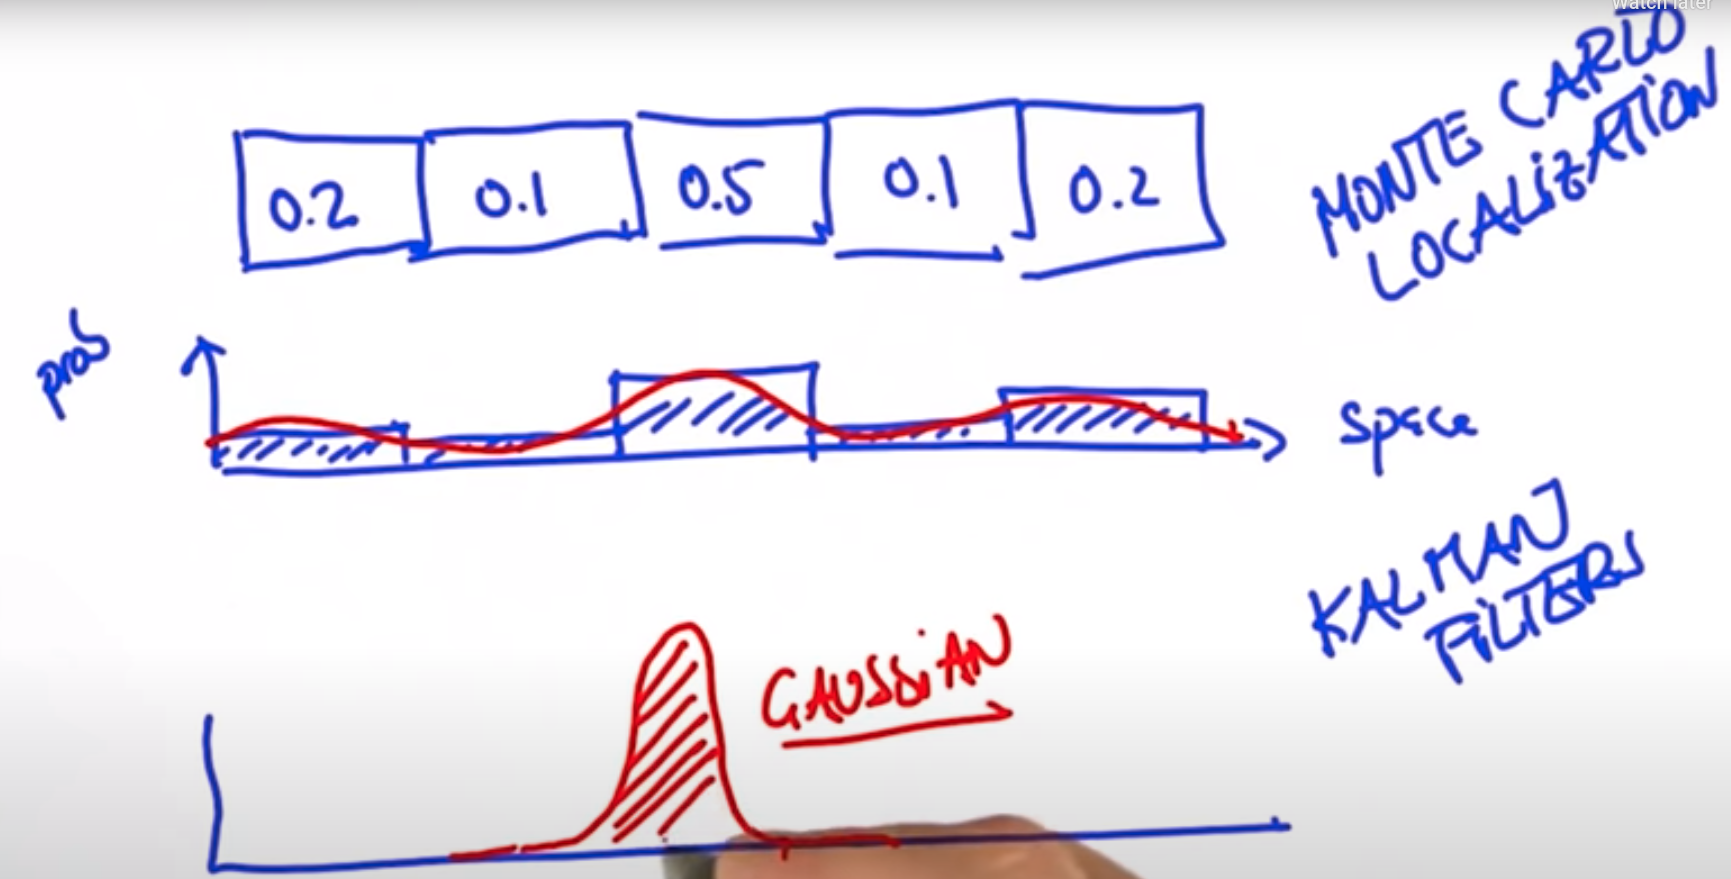 Watch later
MONTE CARLO
LOCALIZATION
0.2 0.1 0.5 0.1 0.2
prob
Space
KALMAN
FILTERS
GAUSSIAN